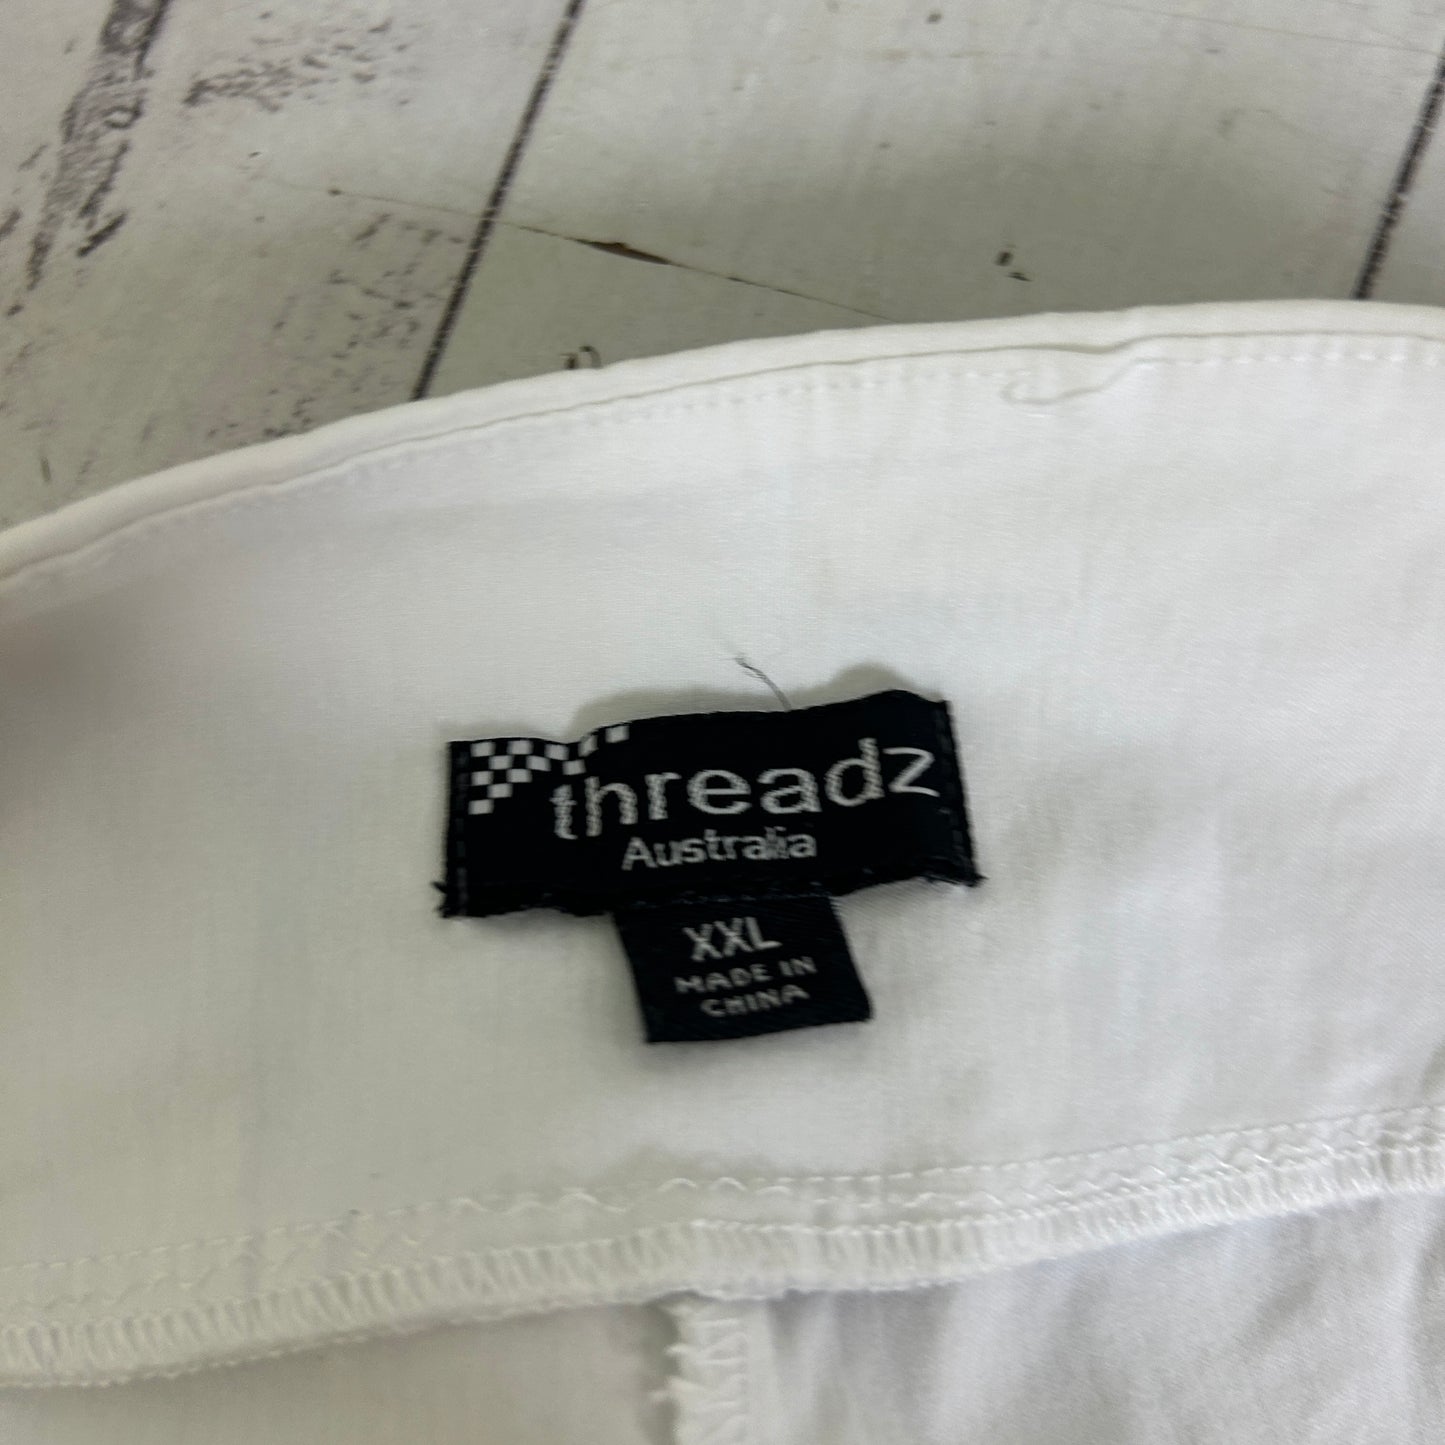 threadz
Australia
XXL
MADE IN
CHINA